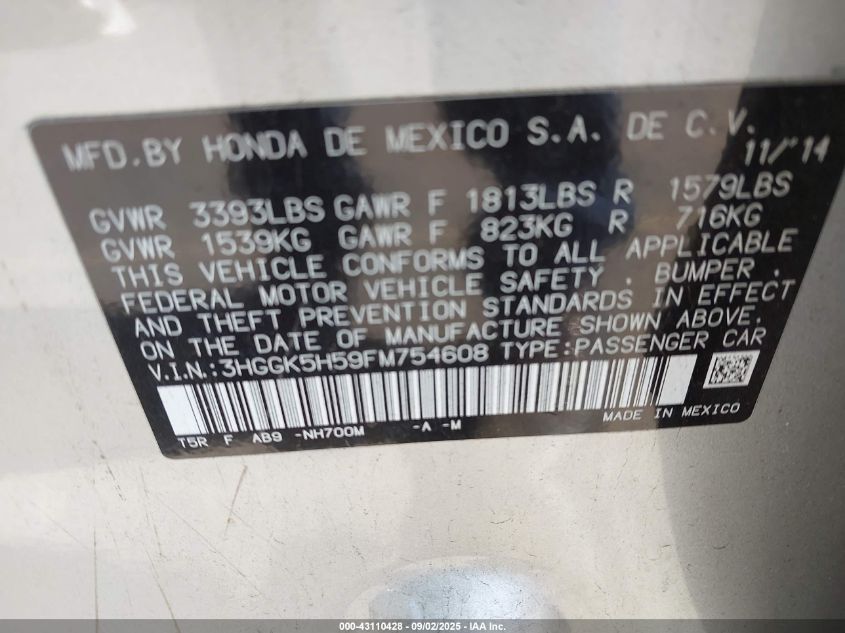 MFD.BY HONDA DE MEXICO S.A. DE C.V.
11/'14
GVWR 3393LBS GAWR F 1813LBS R 1579LBS
GVWR 1539KG GAWR F 823KG R 716KG
THIS VEHICLE CONFORMS TO ALL APPLICABLE
FEDERAL MOTOR VEHICLE SAFETY, BUMPER,
AND THEFT PREVENTION STANDARDS IN EFFECT
ON THE DATE OF MANUFACTURE SHOWN ABOVE.
V.I.N.:3HGGK5H59FM754608 TYPE:PASSENGER CAR
T5R F AB9 -NH700M -A -M MADE IN MEXICO
000-43110428 - 09/02/2025 - IAA Inc.